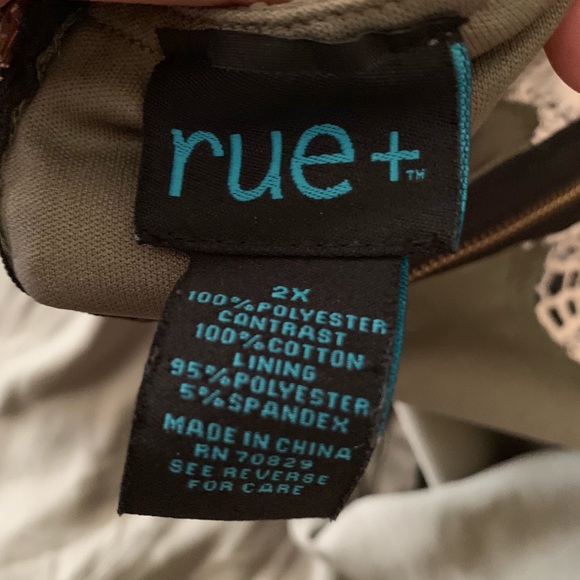 rue+™
2X
100%POLYESTER
CONTRAST
100%COTTON
LINING
95%POLYESTER
5%SPANDEX
MADE IN CHINA
RN 70829
SEE REVERSE
FOR CARE